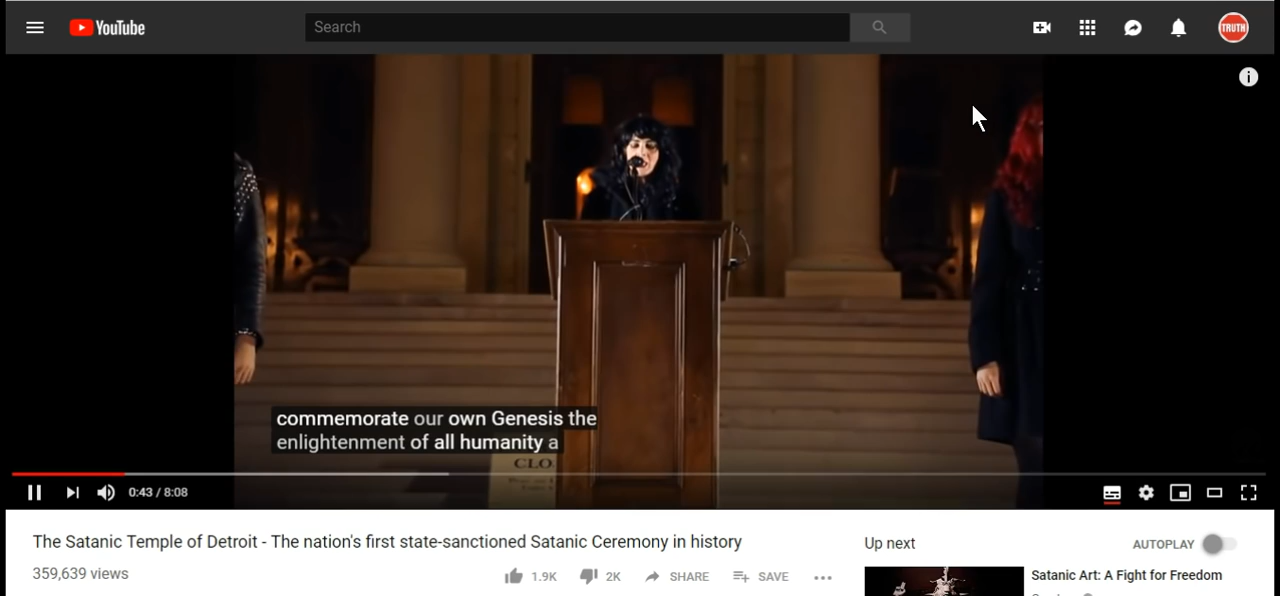 YouTube
Search
TRUTH
commemorate our own Genesis the
enlightenment of all humanity a
CLO
0:43 / 8:08
The Satanic Temple of Detroit - The nation's first state-sanctioned Satanic Ceremony in history
359,639 views
1.9K
2K
SHARE
SAVE
Up next
AUTOPLAY
Satanic Art: A Fight for Freedom